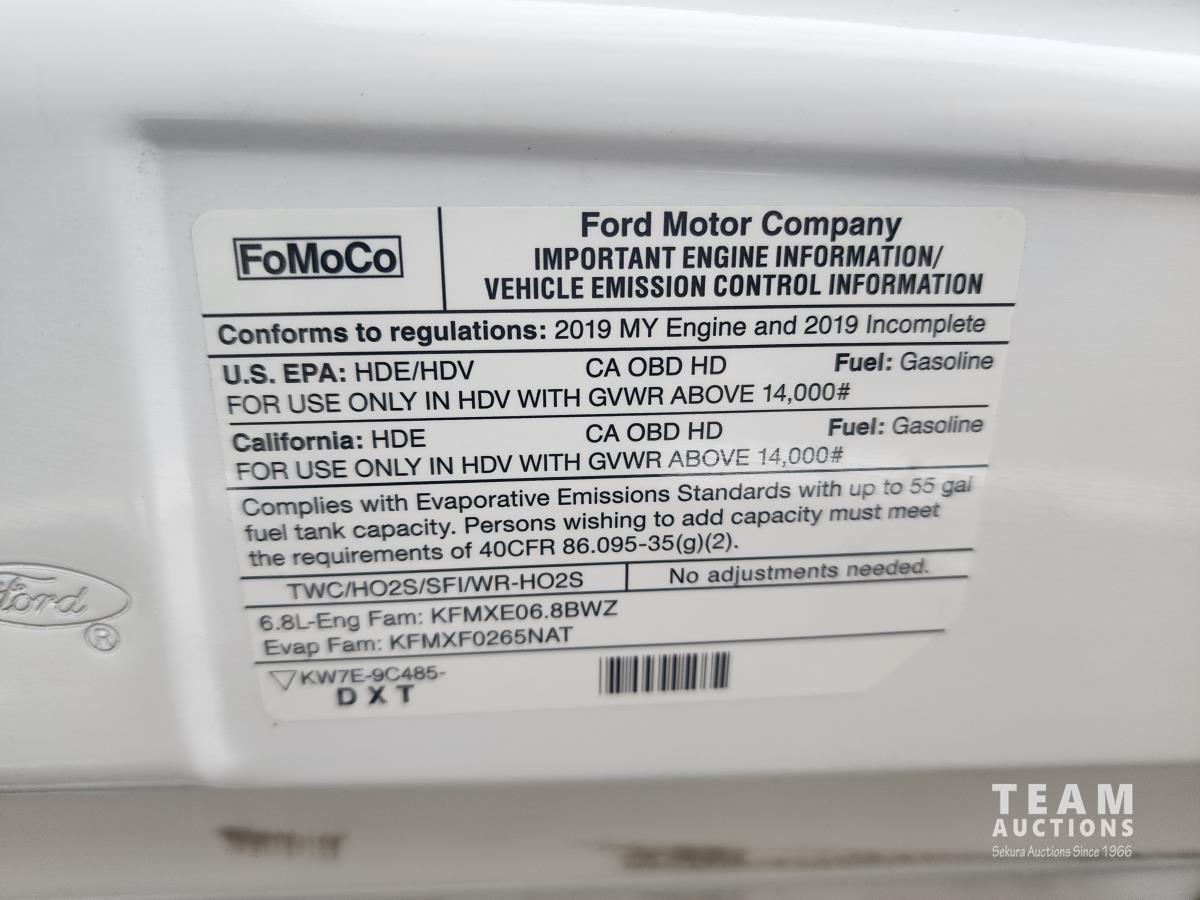 FoMoCo
Ford Motor Company
IMPORTANT ENGINE INFORMATION/
VEHICLE EMISSION CONTROL INFORMATION
Conforms to regulations: 2019 MY Engine and 2019 Incomplete
U.S. EPA: HDE/HDV CA OBD HD Fuel: Gasoline
FOR USE ONLY IN HDV WITH GVWR ABOVE 14,000#
California: HDE CA OBD HD Fuel: Gasoline
FOR USE ONLY IN HDV WITH GVWR ABOVE 14,000#
Complies with Evaporative Emissions Standards with up to 55 gal
fuel tank capacity. Persons wishing to add capacity must meet
the requirements of 40CFR 86.095-35(g)(2).
TWC/HO2S/SFI/WR-HO2S No adjustments needed.
6.8L-Eng Fam: KFMXE06.8BWZ
Evap Fam: KFMXF0265NAT
KW7E-9C485-
DXT
Ford
®
TEAM
AUCTIONS
Sekura Auctions Since 1966